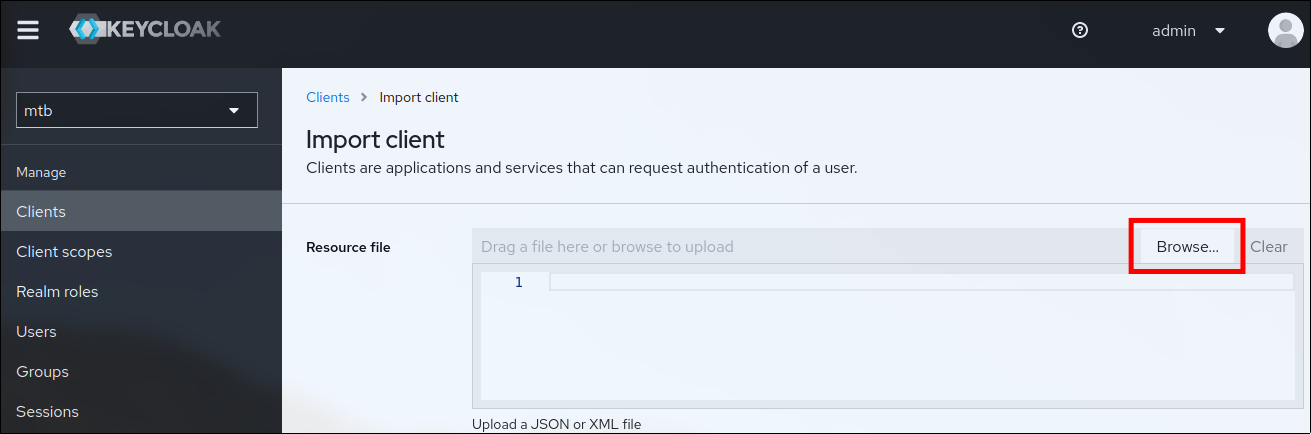 KEYCLOAK
admin
mtb
Manage
Clients
Client scopes
Realm roles
Users
Groups
Sessions
Clients > Import client
Import client
Clients are applications and services that can request authentication of a user.
Resource file
Drag a file here or browse to upload
Browse...
Clear
1
Upload a JSON or XML file